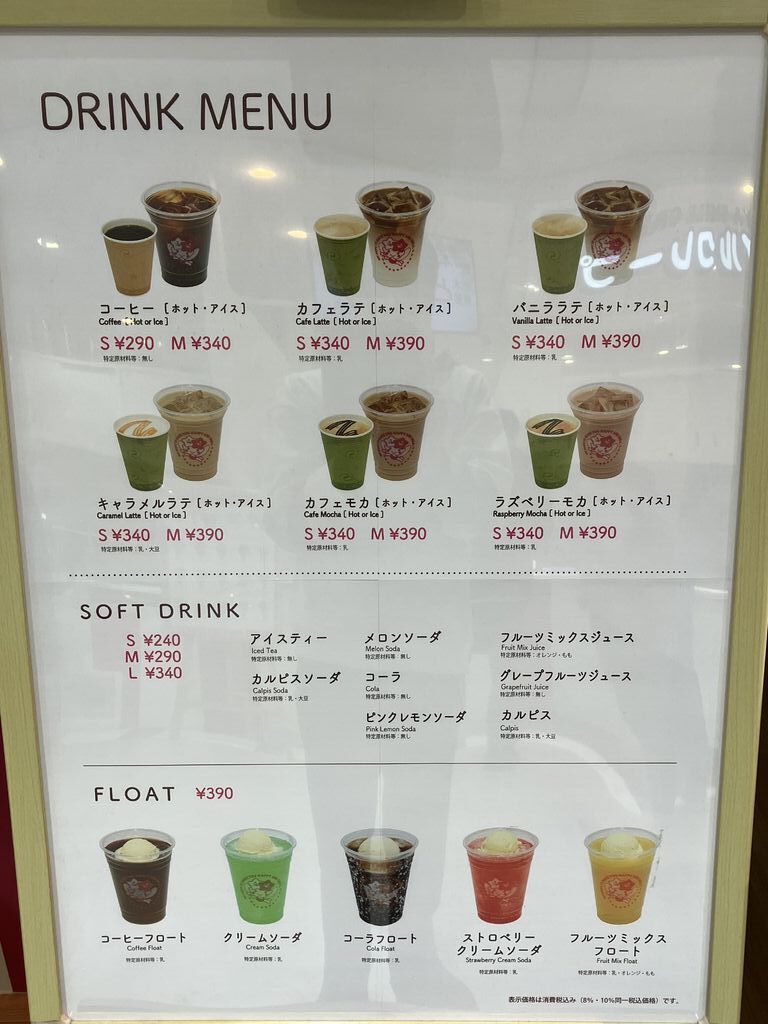 DRINK MENU
コーヒー [ホット・アイス]
Coffee [Hot or Ice]
S ¥290 M ¥340
特定原材料等：無し
カフェラテ [ホット・アイス]
Cafe Latte [Hot or Ice]
S ¥340 M ¥390
特定原材料等：乳
バニララテ [ホット・アイス]
Vanilla Latte [Hot or Ice]
S ¥340 M ¥390
特定原材料等：乳
キャラメルラテ [ホット・アイス]
Caramel Latte [Hot or Ice]
S ¥340 M ¥390
特定原材料等：乳・大豆
カフェモカ [ホット・アイス]
Cafe Mocha [Hot or Ice]
S ¥340 M ¥390
特定原材料等：乳
ラズベリーモカ [ホット・アイス]
Raspberry Mocha [Hot or Ice]
S ¥340 M ¥390
特定原材料等：乳
SOFT DRINK
S ¥240
M ¥290
L ¥340
アイスティー
Iced Tea
特定原材料等：無し
カルピスソーダ
Calpis Soda
特定原材料等：乳・大豆
メロンソーダ
Melon Soda
特定原材料等：無し
コーラ
Cola
特定原材料等：無し
ピンクレモンソーダ
Pink Lemon Soda
特定原材料等：無し
フルーツミックスジュース
Fruit Mix Juice
特定原材料等：オレンジ・もも
グレープフルーツジュース
Grapefruit Juice
特定原材料等：無し
カルピス
Calpis
特定原材料等：乳・大豆
FLOAT ¥390
コーヒーフロート
Coffee Float
特定原材料等：乳
クリームソーダ
Cream Soda
特定原材料等：乳
コーラフロート
Cola Float
特定原材料等：乳
ストロベリー
クリームソーダ
Strawberry Cream Soda
特定原材料等：乳
フルーツミックス
フロート
Fruit Mix Float
特定原材料等：乳・オレンジ・もも
表示価格は消費税込み（8%・10%同一税込価格）です。